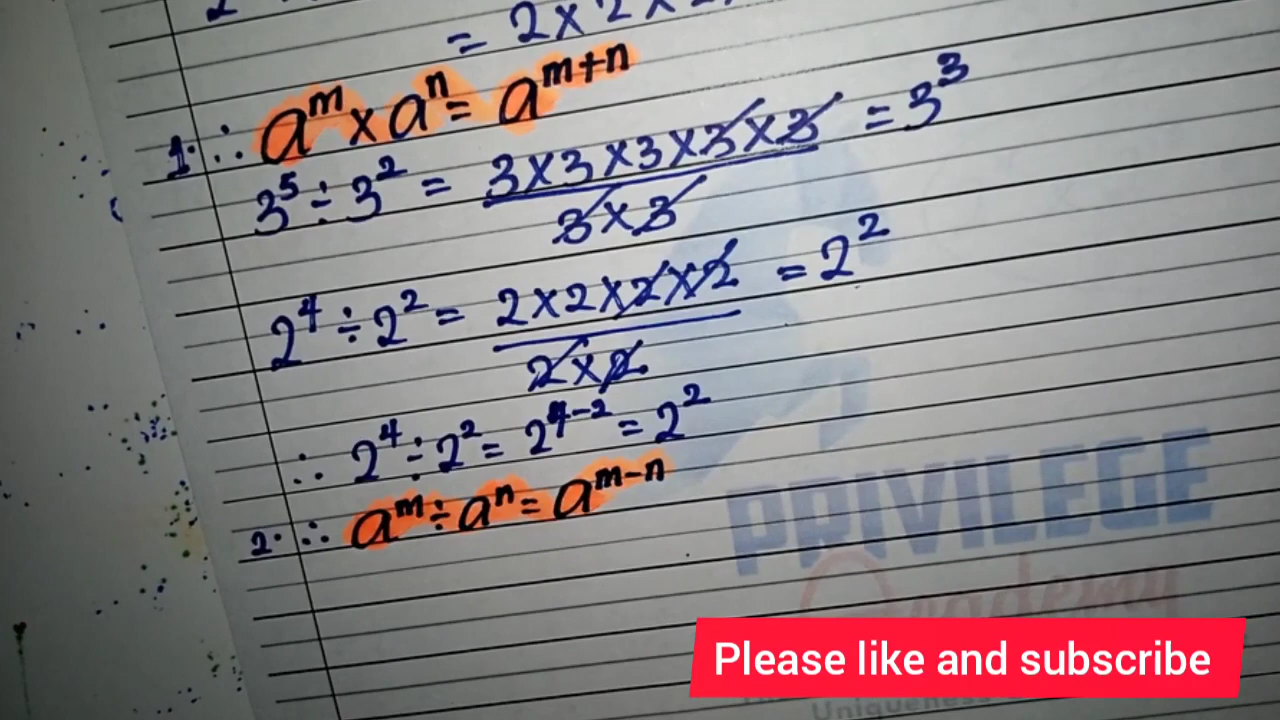 = 2 × 2 × 2
1. ∴ a^m × a^n = a^(m+n)
3^5 ÷ 3^2 = (3×3×3×3×3)/(3×3) = 3^3
2^4 ÷ 2^2 = (2×2×2×2)/(2×2) = 2^2
∴ 2^4 ÷ 2^2 = 2^(4-2) = 2^2
2. ∴ a^m ÷ a^n = a^(m-n)
PRIVILEGE
Academy
Please like and subscribe
Uniqueness